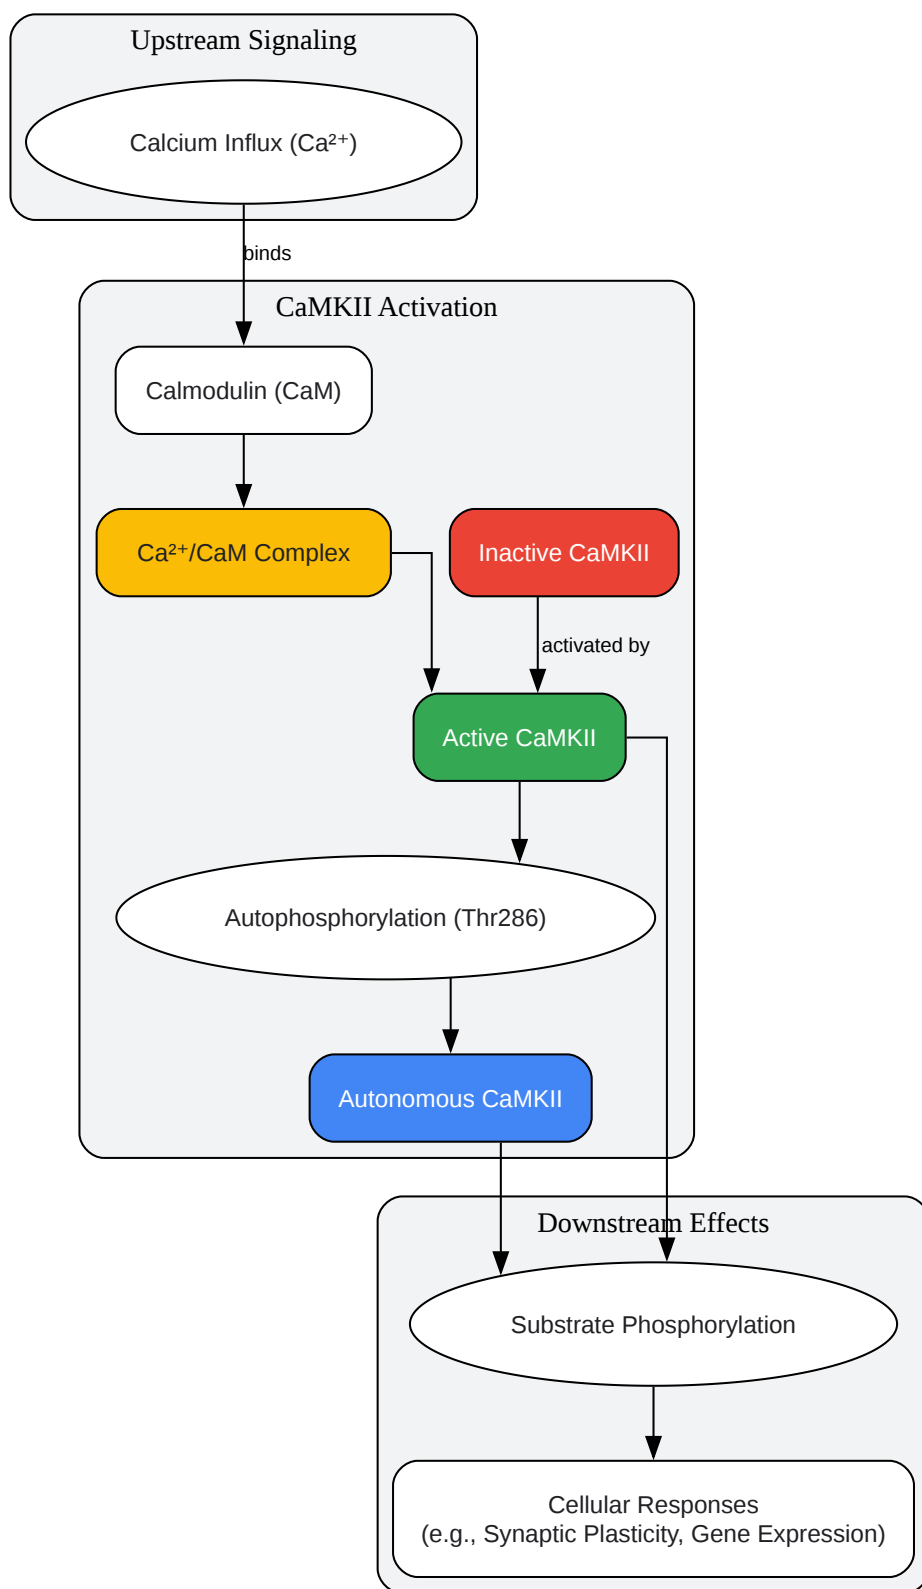 Upstream Signaling
Calcium Influx (Ca²⁺)
binds
CaMKII Activation
Calmodulin (CaM)
Ca²⁺/CaM Complex
Inactive CaMKII
activated by
Active CaMKII
Autophosphorylation (Thr286)
Autonomous CaMKII
Downstream Effects
Substrate Phosphorylation
Cellular Responses
(e.g., Synaptic Plasticity, Gene Expression)